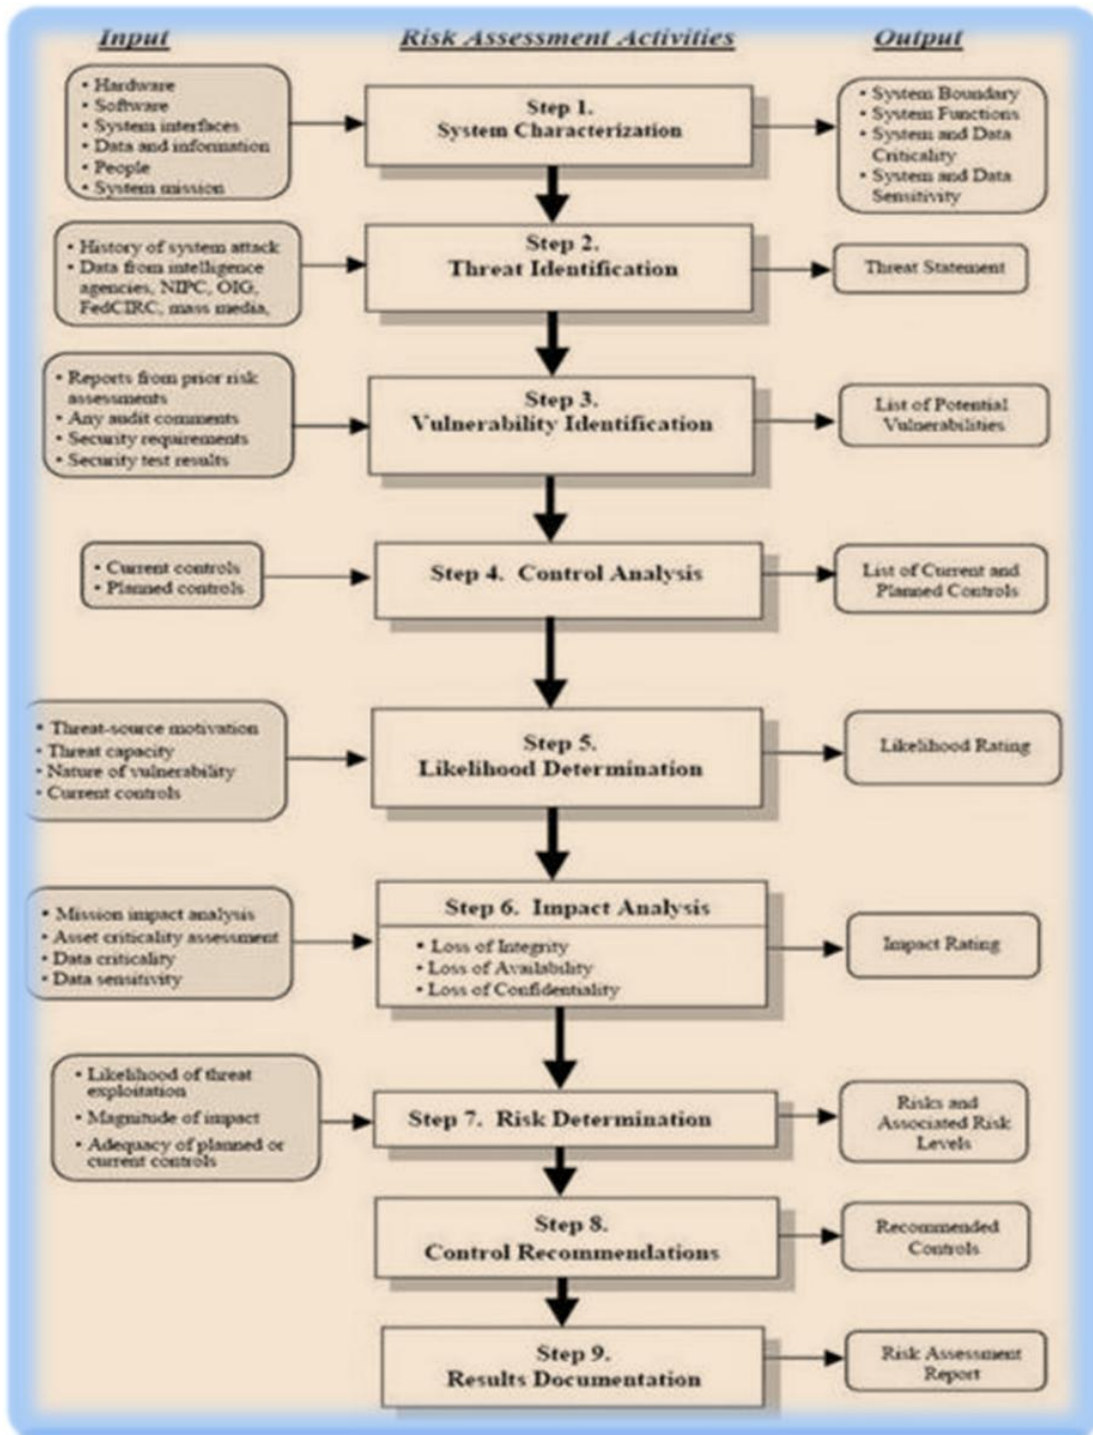 Input
Risk Assessment Activities
Output
• Hardware
• Software
• System interfaces
• Data and information
• People
• System mission
Step 1.
System Characterization
• System Boundary
• System Functions
• System and Data
Criticality
• System and Data
Sensitivity
• History of system attack
• Data from intelligence
agencies, NIPC, OIG,
FedCIRC, mass media,
Step 2.
Threat Identification
Threat Statement
• Reports from prior risk
assessments
• Any audit comments
• Security requirements
• Security test results
Step 3.
Vulnerability Identification
List of Potential
Vulnerabilities
• Current controls
• Planned controls
Step 4. Control Analysis
List of Current and
Planned Controls
• Threat-source motivation
• Threat capacity
• Nature of vulnerability
• Current controls
Step 5.
Likelihood Determination
Likelihood Rating
• Mission impact analysis
• Asset criticality assessment
• Data criticality
• Data sensitivity
Step 6. Impact Analysis
• Loss of Integrity
• Loss of Availability
• Loss of Confidentiality
Impact Rating
• Likelihood of threat
exploitation
• Magnitude of impact
• Adequacy of planned or
current controls
Step 7. Risk Determination
Risks and
Associated Risk
Levels
Step 8.
Control Recommendations
Recommended
Controls
Step 9.
Results Documentation
Risk Assessment
Report